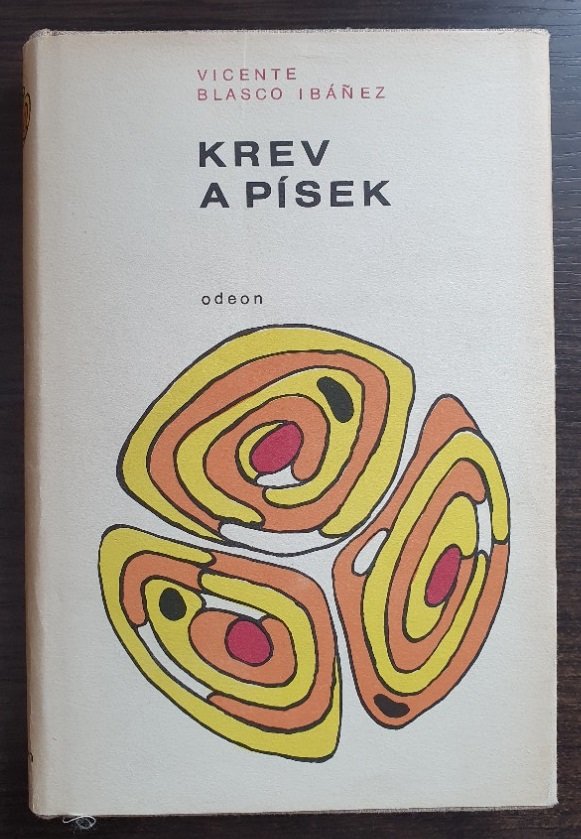 VICENTE
BLASCO IBÁÑEZ
KREV
A PÍSEK
odeon